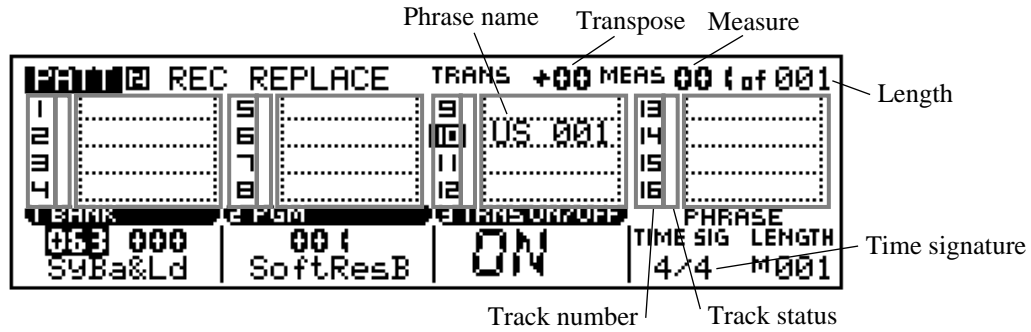 Phrase name Transpose Measure
PATT 2 REC REPLACE TRANS +00 MEAS 001 of 001
Length
1 5 9 13
2 6 10 US 001 14
3 7 11 15
4 8 12 16
1 BANK 2 PGM 3 TRNS ON/OFF PHRASE
063 000 001 ON TIME SIG LENGTH
SyBa&Ld SoftResB 4/4 M001
Time signature
Track number Track status